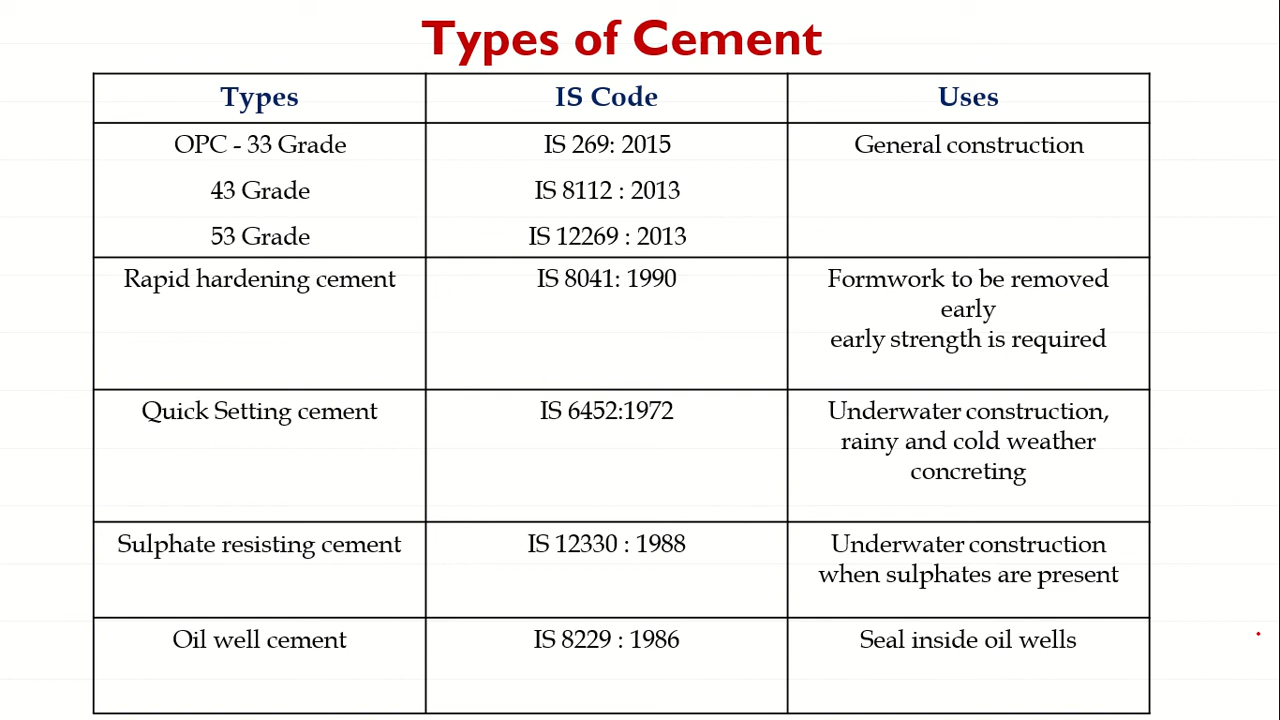 Types of Cement
Types
IS Code
Uses
OPC - 33 Grade
IS 269: 2015
General construction
43 Grade
IS 8112 : 2013
53 Grade
IS 12269 : 2013
Rapid hardening cement
IS 8041: 1990
Formwork to be removed
early
early strength is required
Quick Setting cement
IS 6452:1972
Underwater construction,
rainy and cold weather
concreting
Sulphate resisting cement
IS 12330 : 1988
Underwater construction
when sulphates are present
Oil well cement
IS 8229 : 1986
Seal inside oil wells